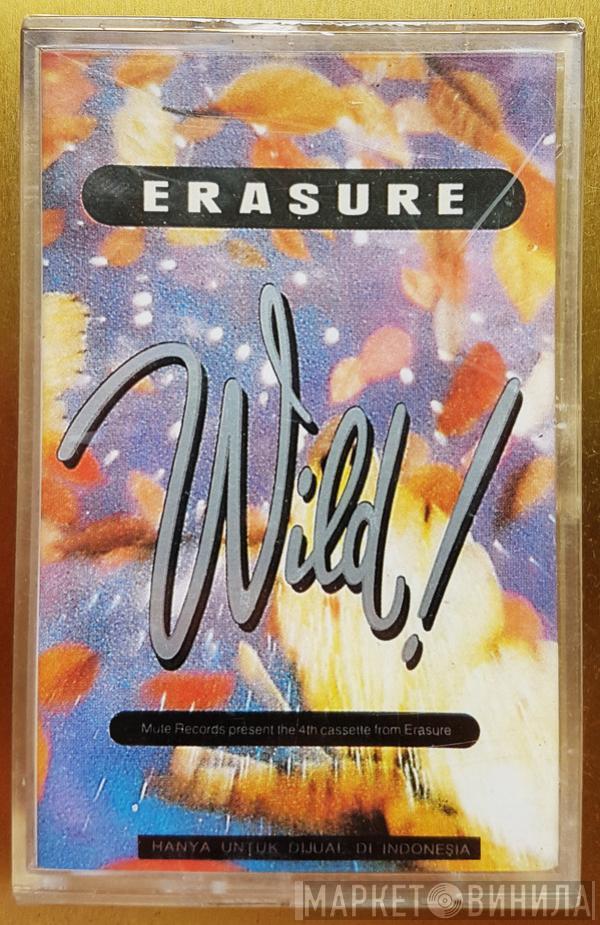 ERASURE
Wild!
Mute Records present the 4th cassette from Erasure
HANYA UNTUK DIJUAL DI INDONESIA
МАРКЕТ ВИНИЛА